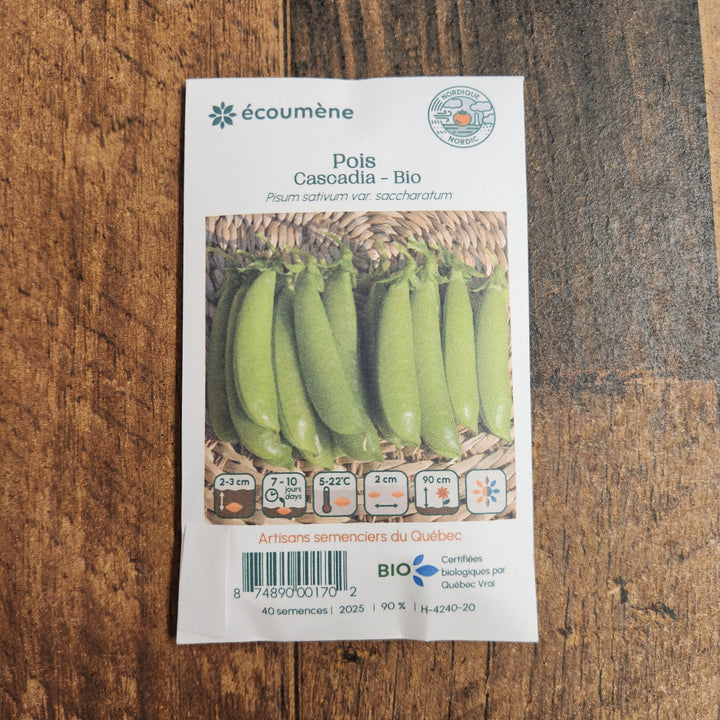 écoumène
NORDIQUE
NORDIC
Pois
Cascadia - Bio
Pisum sativum var. saccharatum
2-3 cm
7 - 10
jours
days
5-22°C
2 cm
90 cm
Artisans semenciers du Québec
8 74890 00170 2
BIO
Certifiées
biologiques par
Québec Vrai
40 semences | 2025 | 90 % | H-4240-20